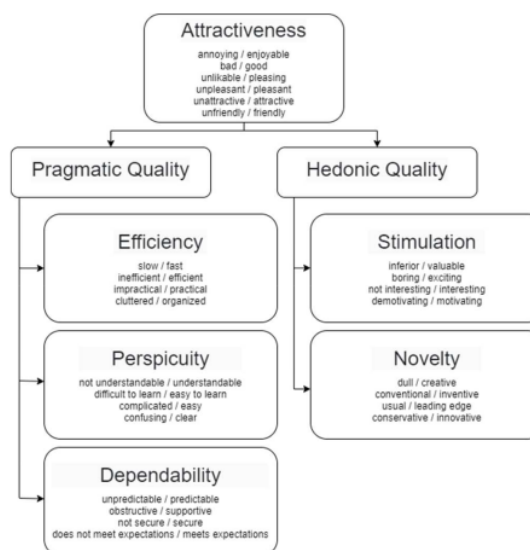 Attractiveness
annoying / enjoyable
bad / good
unlikable / pleasing
unpleasant / pleasant
unattractive / attractive
unfriendly / friendly
Pragmatic Quality
Hedonic Quality
Efficiency
slow / fast
inefficient / efficient
impractical / practical
cluttered / organized
Stimulation
inferior / valuable
boring / exciting
not interesting / interesting
demotivating / motivating
Perspicuity
not understandable / understandable
difficult to learn / easy to learn
complicated / easy
confusing / clear
Novelty
dull / creative
conventional / inventive
usual / leading edge
conservative / innovative
Dependability
unpredictable / predictable
obstructive / supportive
not secure / secure
does not meet expectations / meets expectations